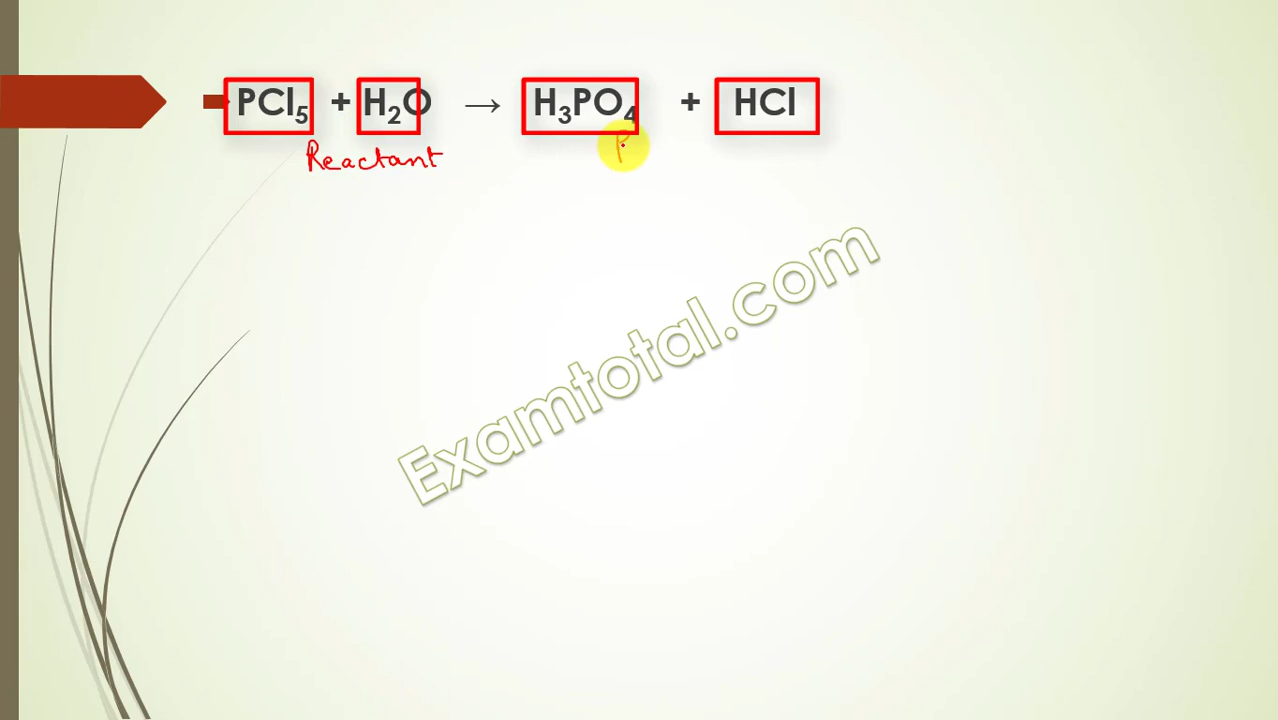 PCl₅ + H₂O → H₃PO₄ + HCl
Reactant P
Examtotal.com